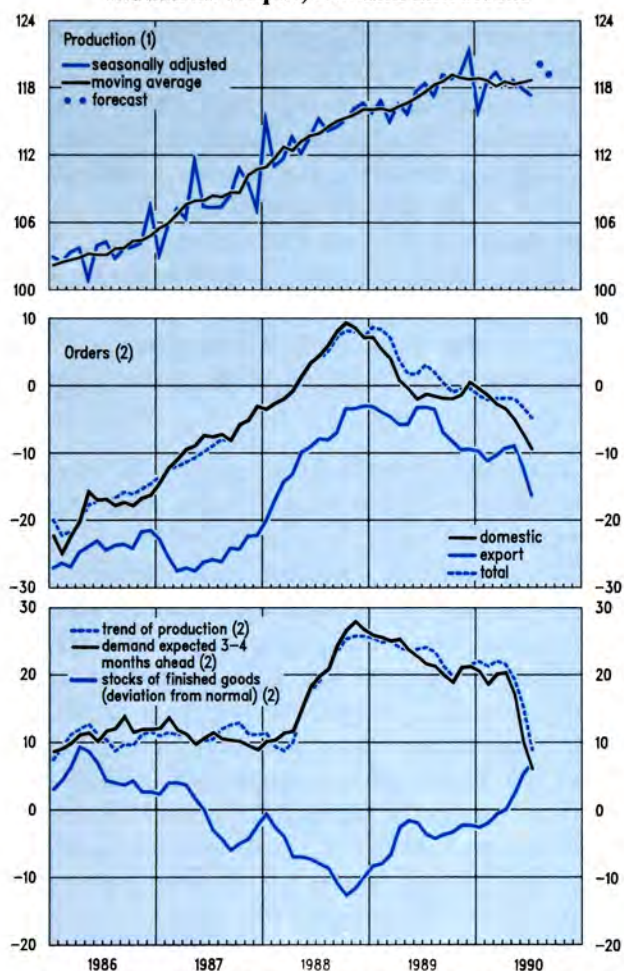 124
124
Production (1)
seasonally adjusted
moving average
forecast
118
118
112
112
106
106
100
100
10
10
Orders (2)
0
0
-10
-10
domestic
export
total
-20
-20
-30
-30
30
30
trend of production (2)
demand expected 3-4
months ahead (2)
stocks of finished goods
(deviation from normal) (2)
20
20
10
10
0
0
-10
-10
-20
-20
1986 1987 1988 1989 1990